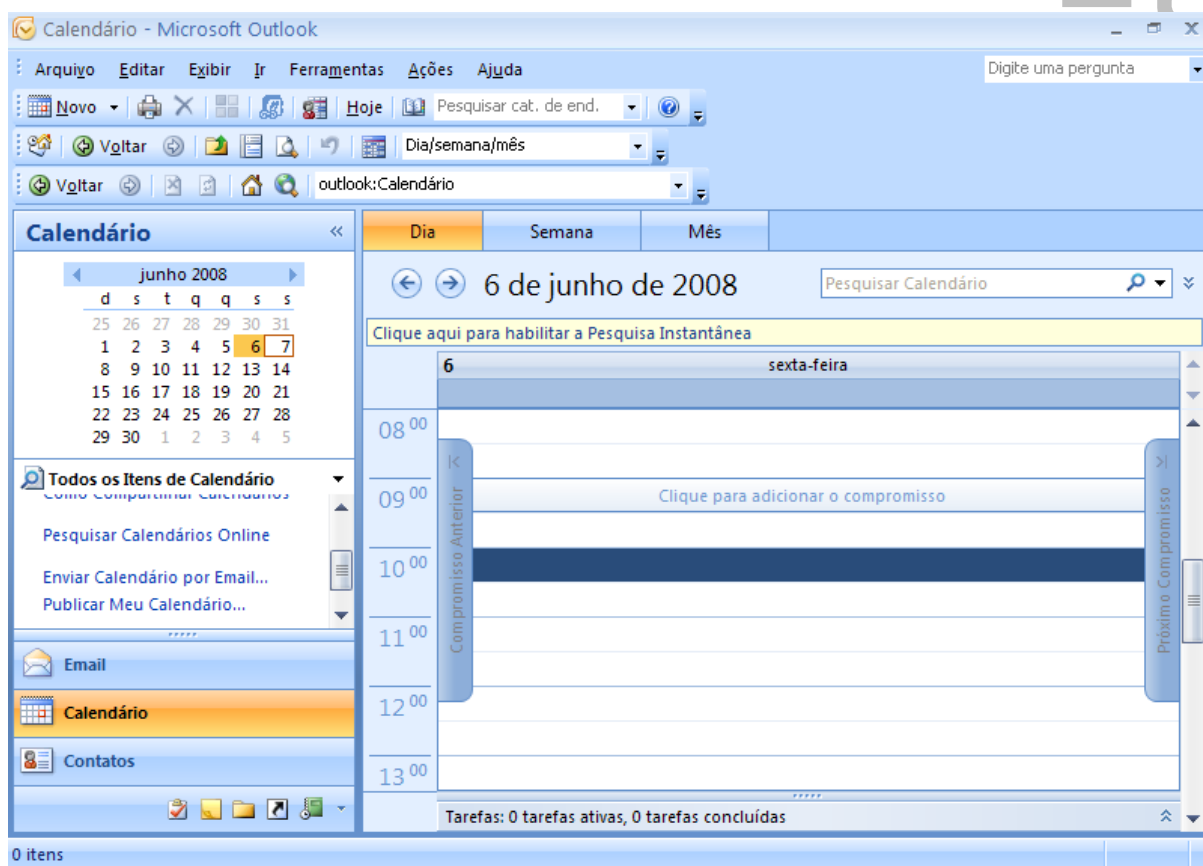 Calendário - Microsoft Outlook
Arquivo Editar Exibir Ir Ferramentas Ações Ajuda Digite uma pergunta
Novo Hoje Pesquisar cat. de end.
Voltar Dia/semana/mês
Voltar outlook:Calendário
Calendário
junho 2008
d s t q q s s
25 26 27 28 29 30 31
1 2 3 4 5 6 7
8 9 10 11 12 13 14
15 16 17 18 19 20 21
22 23 24 25 26 27 28
29 30 1 2 3 4 5
Todos os Itens de Calendário
Como Compartilhar Calendários
Pesquisar Calendários Online
Enviar Calendário por Email...
Publicar Meu Calendário...
Email
Calendário
Contatos
Dia Semana Mês
6 de junho de 2008 Pesquisar Calendário
Clique aqui para habilitar a Pesquisa Instantânea
6 sexta-feira
08 00
09 00 Clique para adicionar o compromisso
10 00
11 00
12 00
13 00
Compromisso Anterior
Próximo Compromisso
Tarefas: 0 tarefas ativas, 0 tarefas concluídas
0 itens